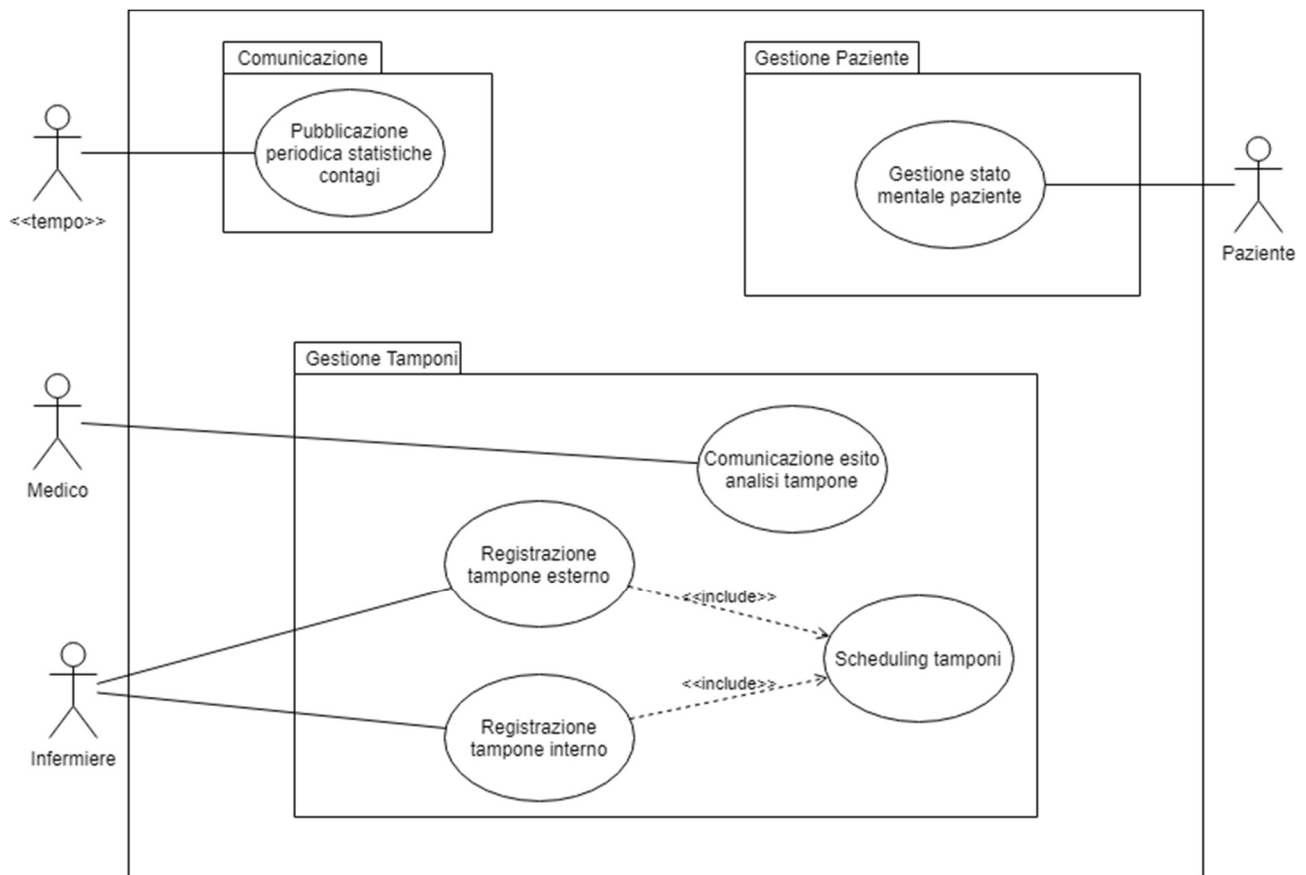 Comunicazione
Pubblicazione
periodica statistiche
contagi
<<tempo>>
Gestione Paziente
Gestione stato
mentale paziente
Paziente
Gestione Tamponi
Medico
Comunicazione esito
analisi tampone
Registrazione
tampone esterno
<<include>>
Scheduling tamponi
<<include>>
Registrazione
tampone interno
Infermiere